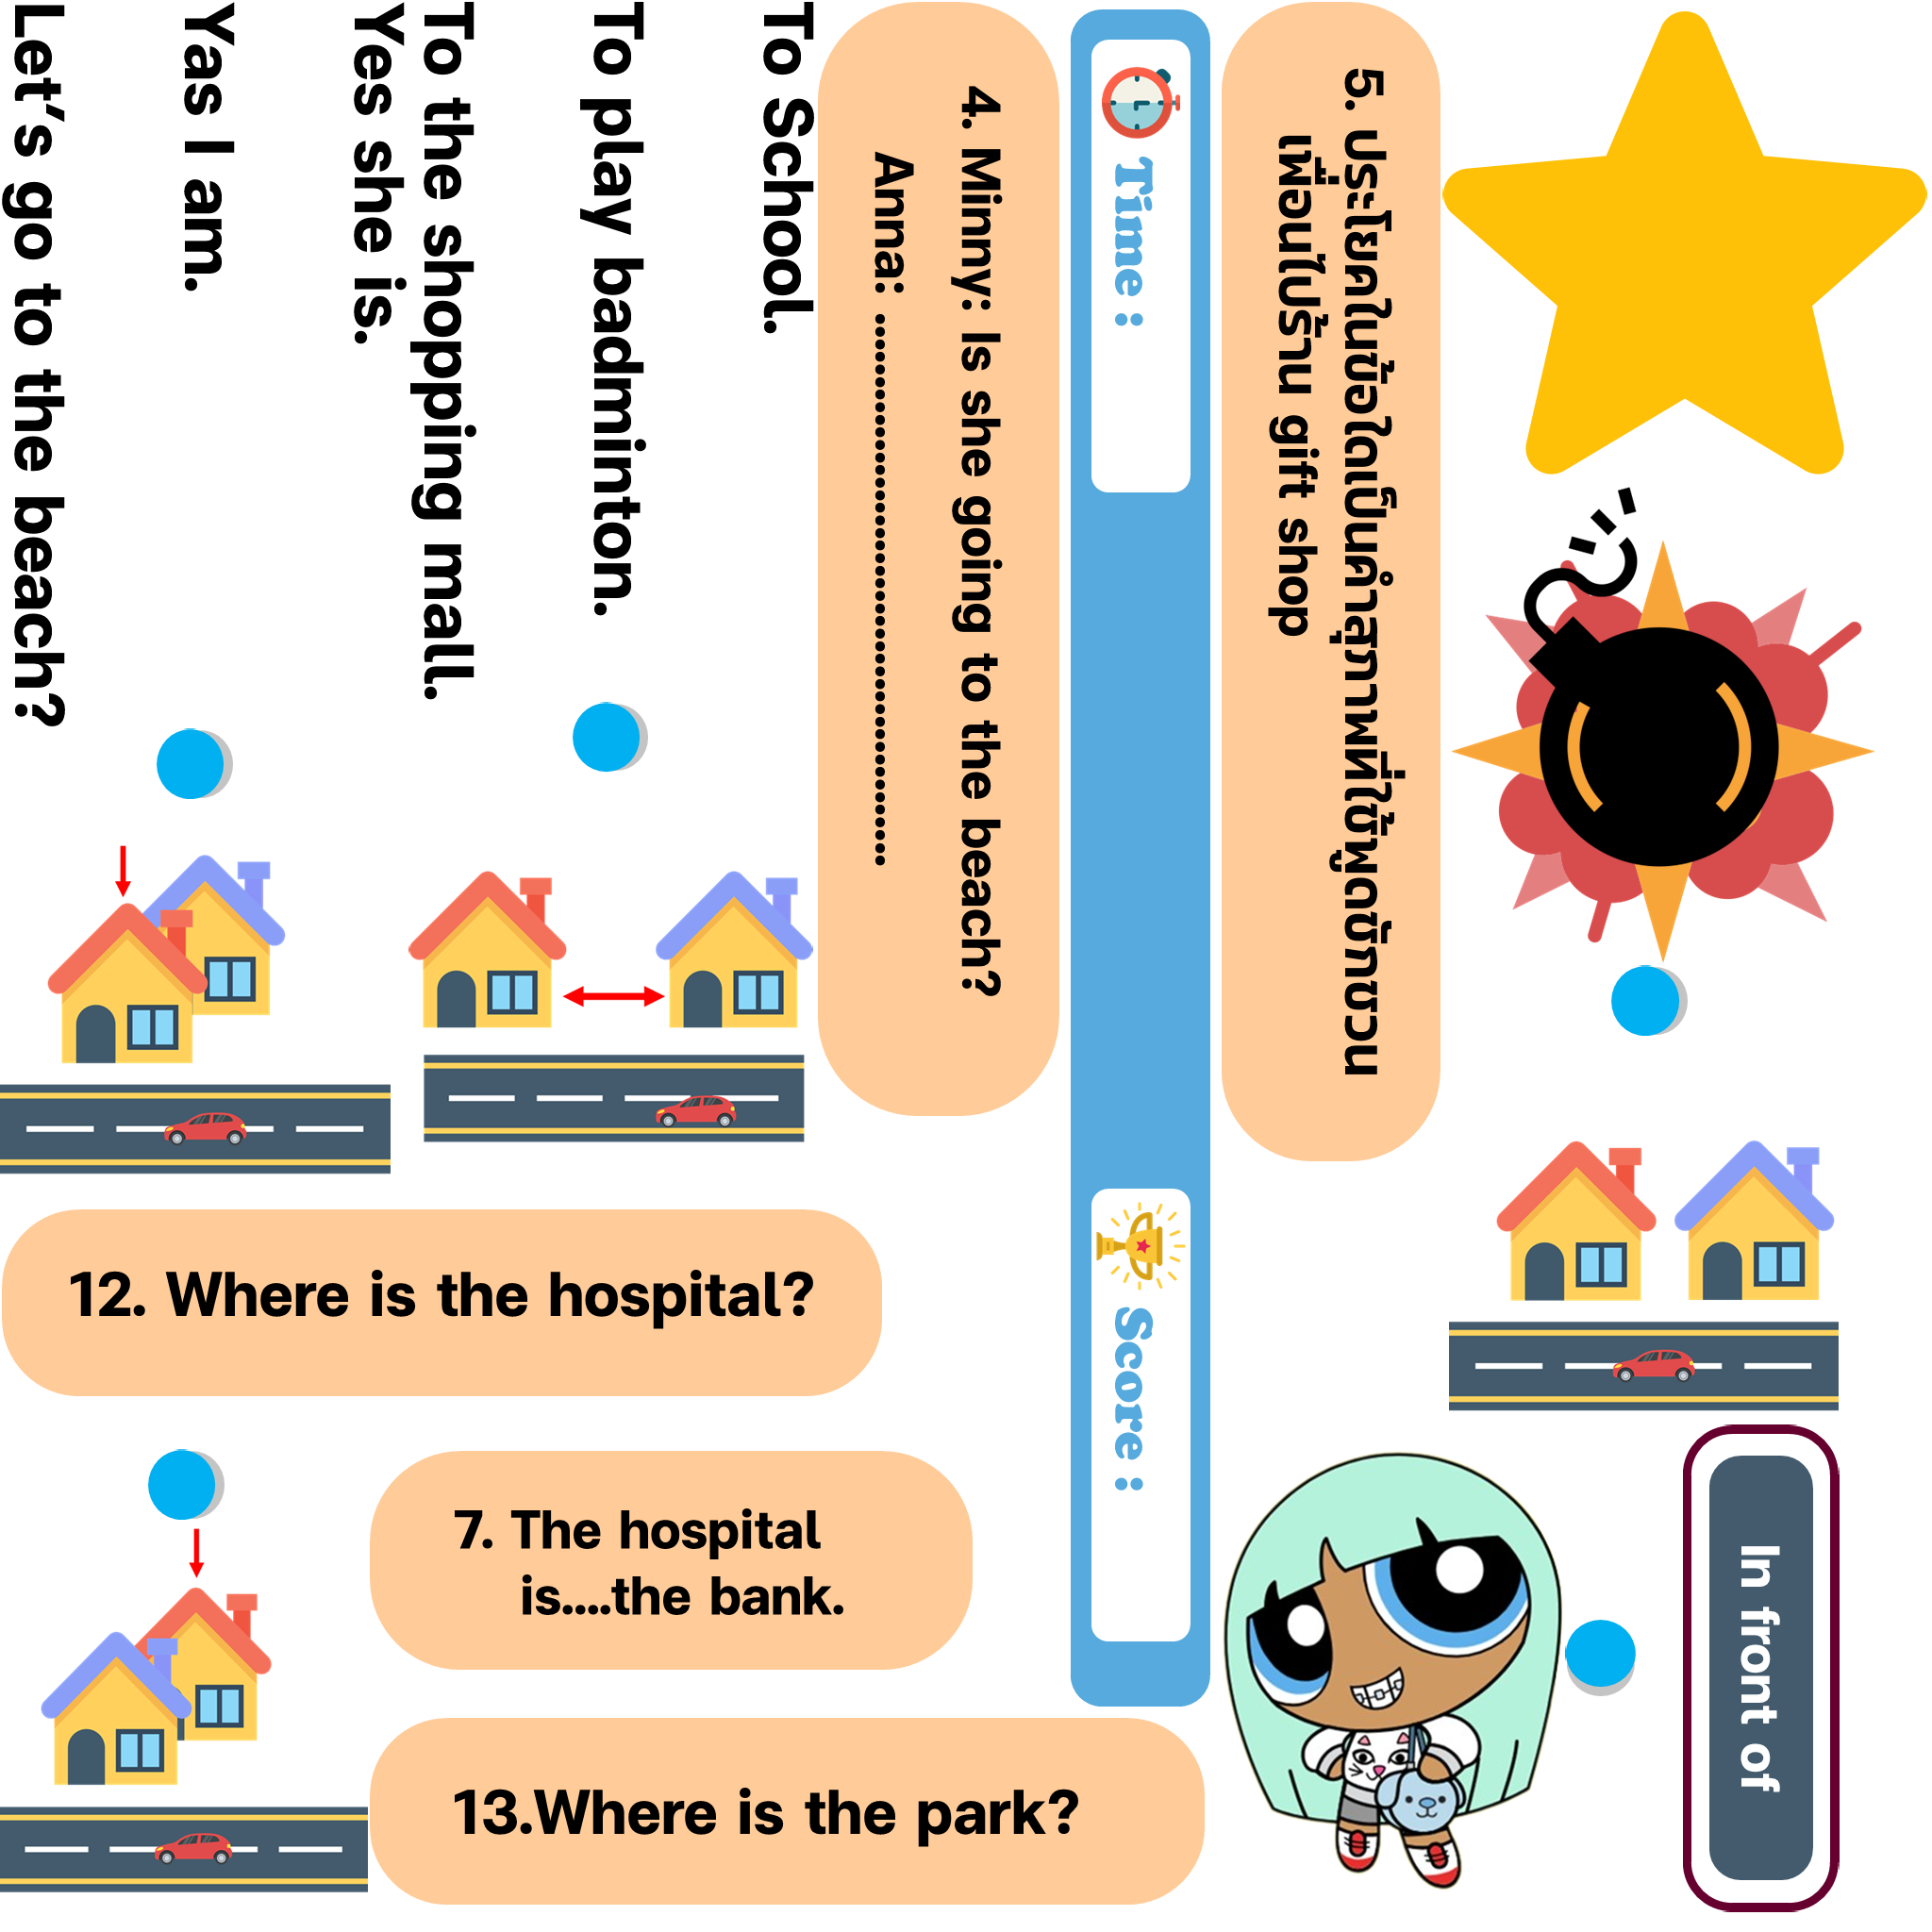 Let's go to the beach?
Yas I am.
Yes she is.
To the shopping mall.
To play badminton.
To School.
4. Minny: Is she going to the beach?
Anna: ............................................
Time :
Score :
5. ประโยคในข้อใดเป็นคำลุภาพที่ใช้พูดชักชวน
เพื่อนไปร้าน gift shop
12. Where is the hospital?
7. The hospital
is....the bank.
13.Where is the park?
In front of